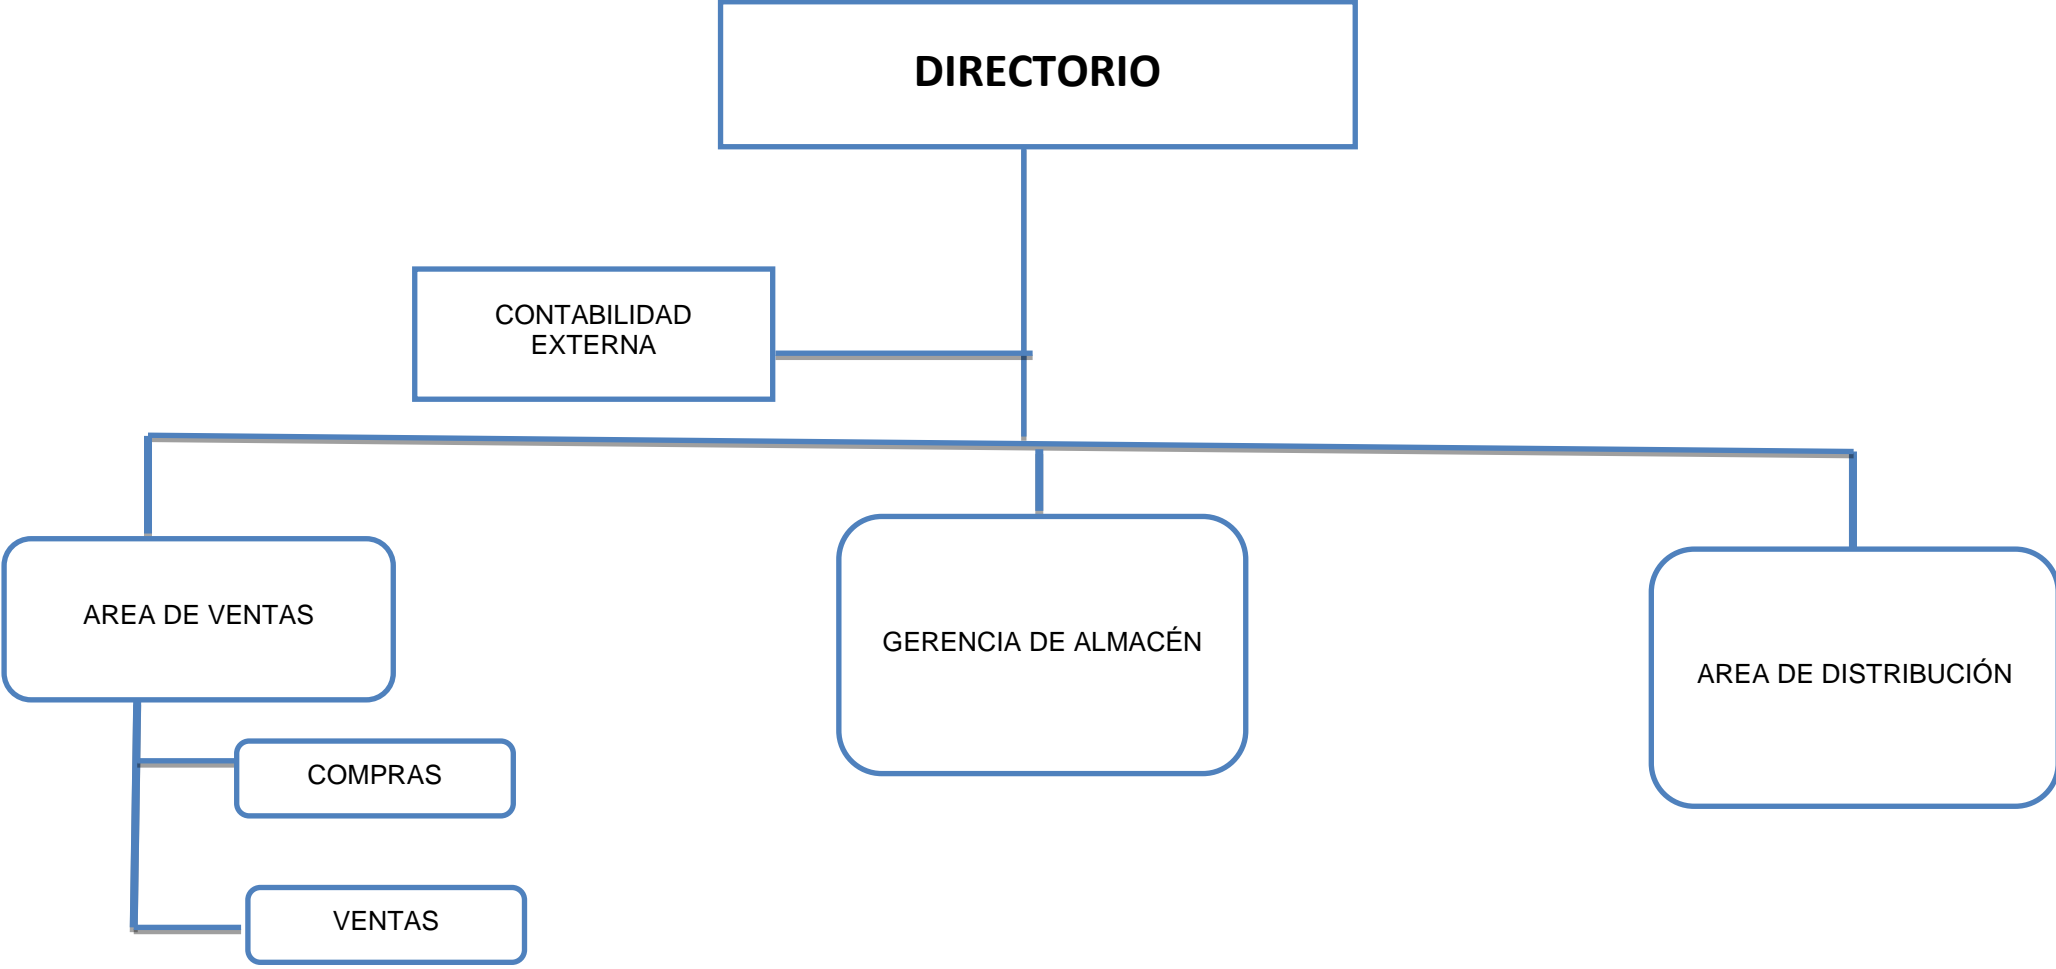 DIRECTORIO
CONTABILIDAD
EXTERNA
AREA DE VENTAS
GERENCIA DE ALMACÉN
AREA DE DISTRIBUCIÓN
COMPRAS
VENTAS